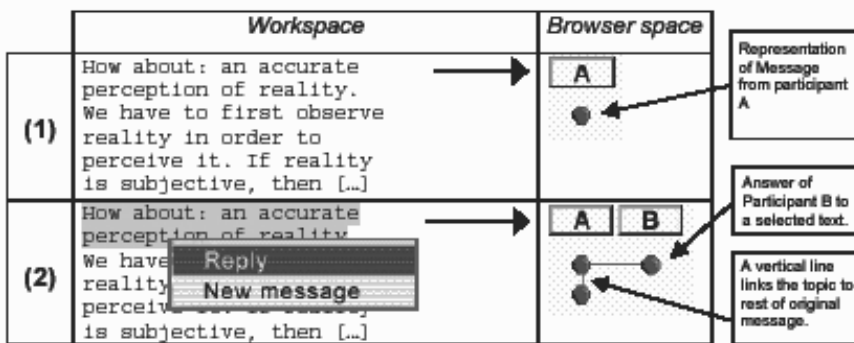 Workspace
Browser space
(1)
How about: an accurate
perception of reality.
We have to first observe
reality in order to
perceive it. If reality
is subjective, then […]
A
Representation
of Message
from participant
A
(2)
How about: an accurate
perception of reality
We have
Reply
reality
New message
perceiv
is subjective, then […]
A B
Answer of
Participant B to
a selected text.
A vertical line
links the topic to
rest of original
message.